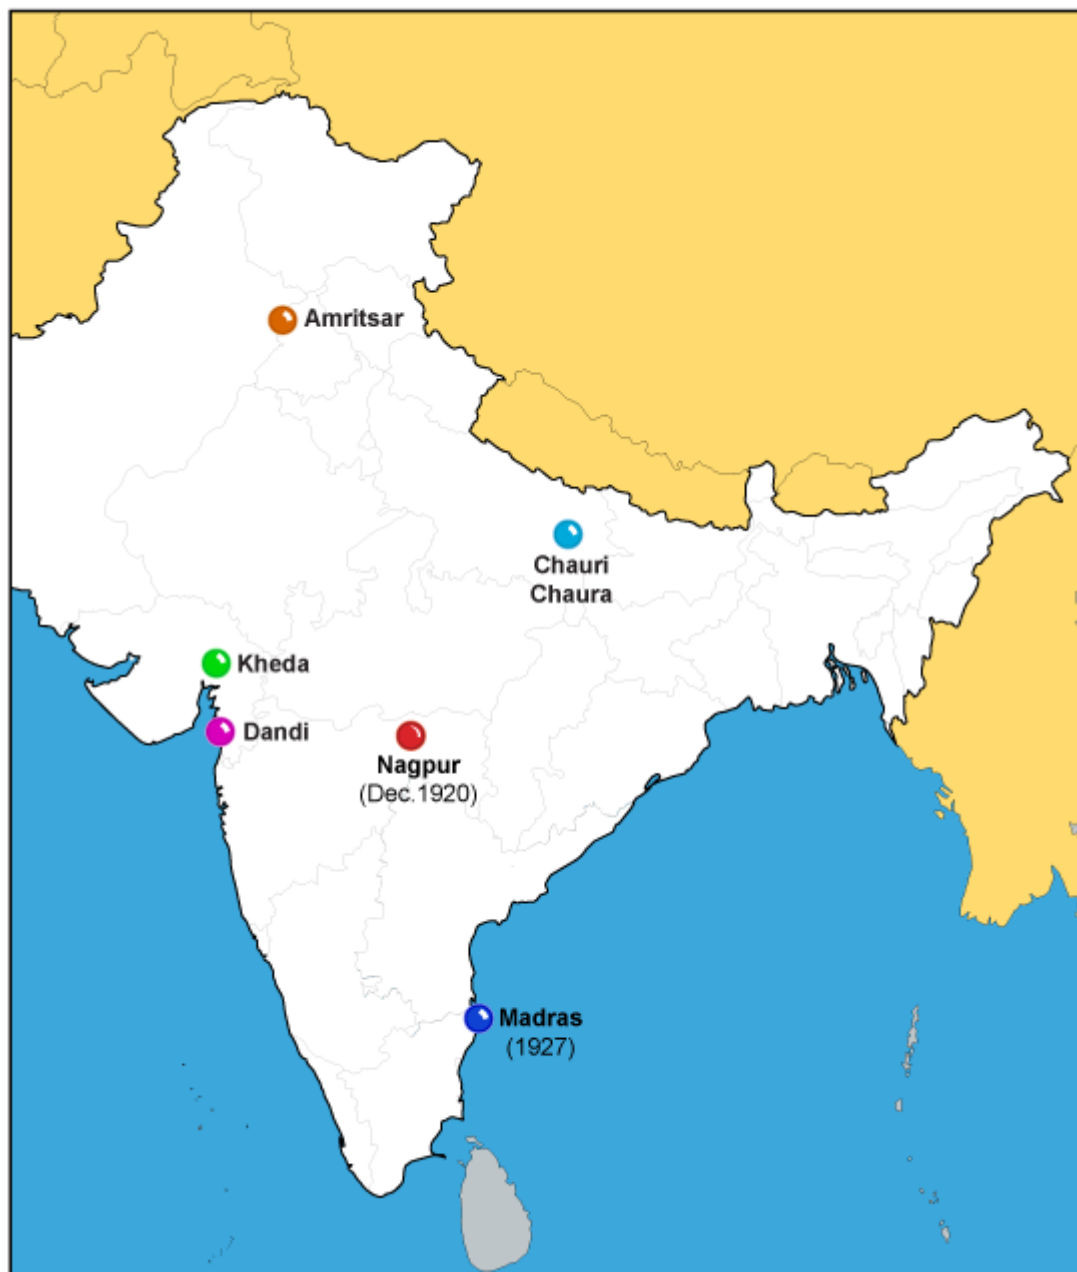 Amritsar
Chauri
Chaura
Kheda
Dandi
Nagpur
(Dec.1920)
Madras
(1927)